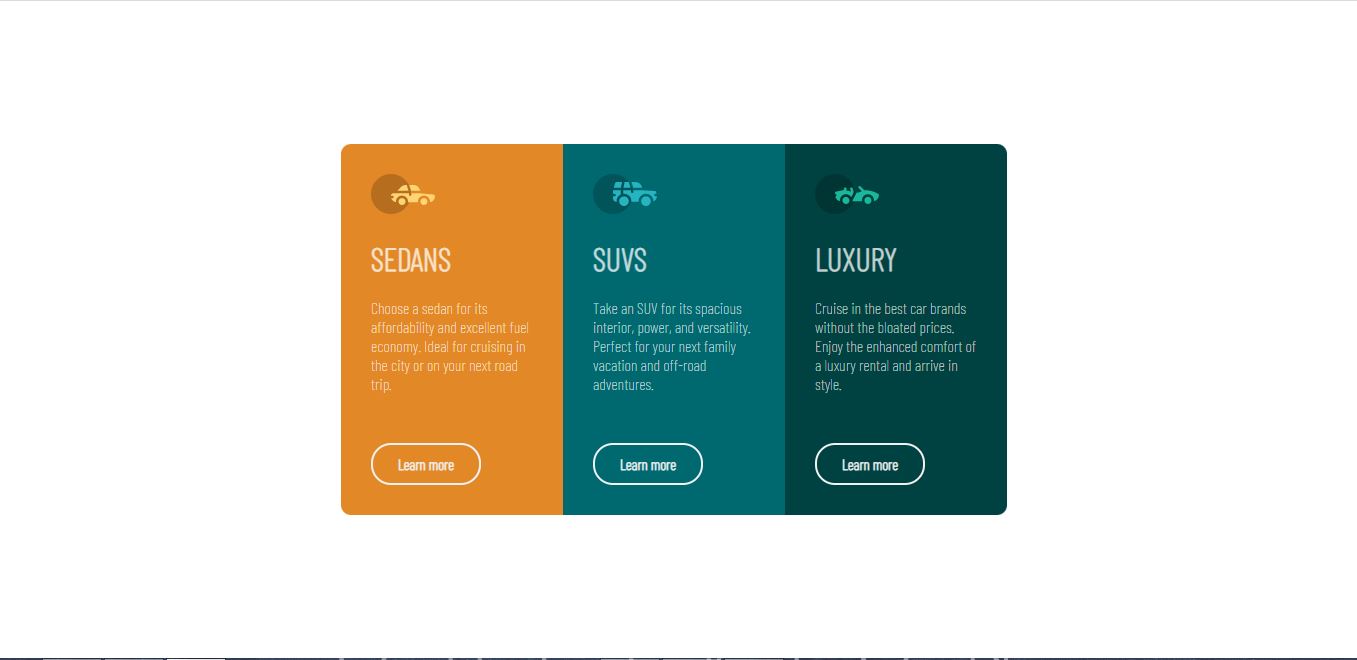 SEDANS
Choose a sedan for its
affordability and excellent fuel
economy. Ideal for cruising in
the city or on your next road
trip.
Learn more
SUVS
Take an SUV for its spacious
interior, power, and versatility.
Perfect for your next family
vacation and off-road
adventures.
Learn more
LUXURY
Cruise in the best car brands
without the bloated prices.
Enjoy the enhanced comfort of
a luxury rental and arrive in
style.
Learn more